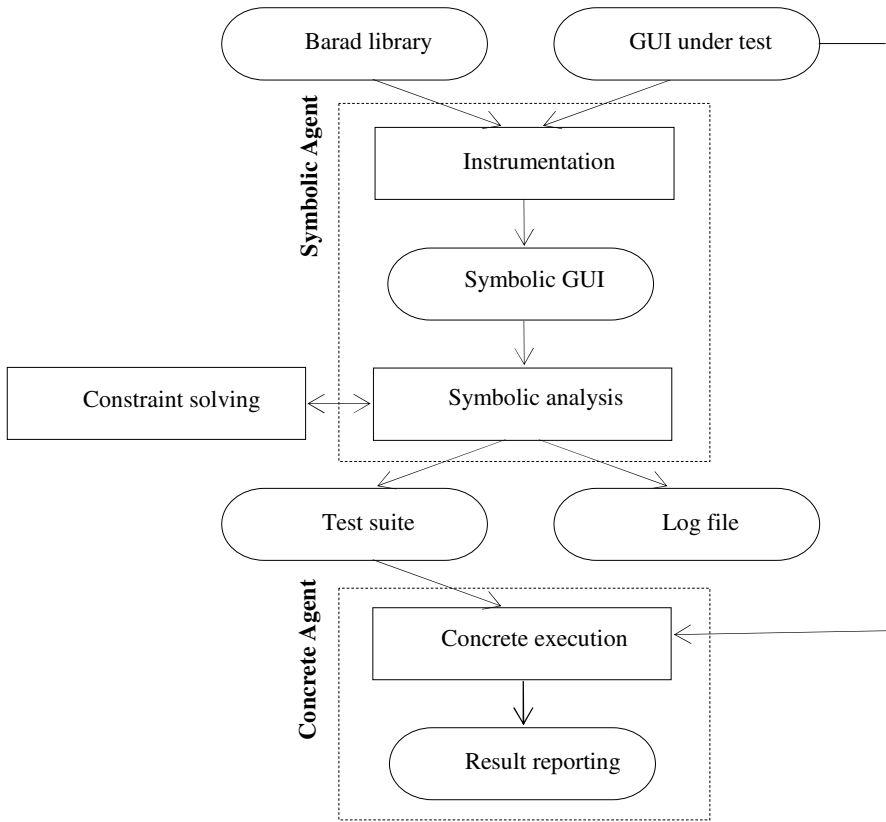 Barad library
GUI under test
Symbolic Agent
Instrumentation
Symbolic GUI
Constraint solving
Symbolic analysis
Test suite
Log file
Concrete Agent
Concrete execution
Result reporting